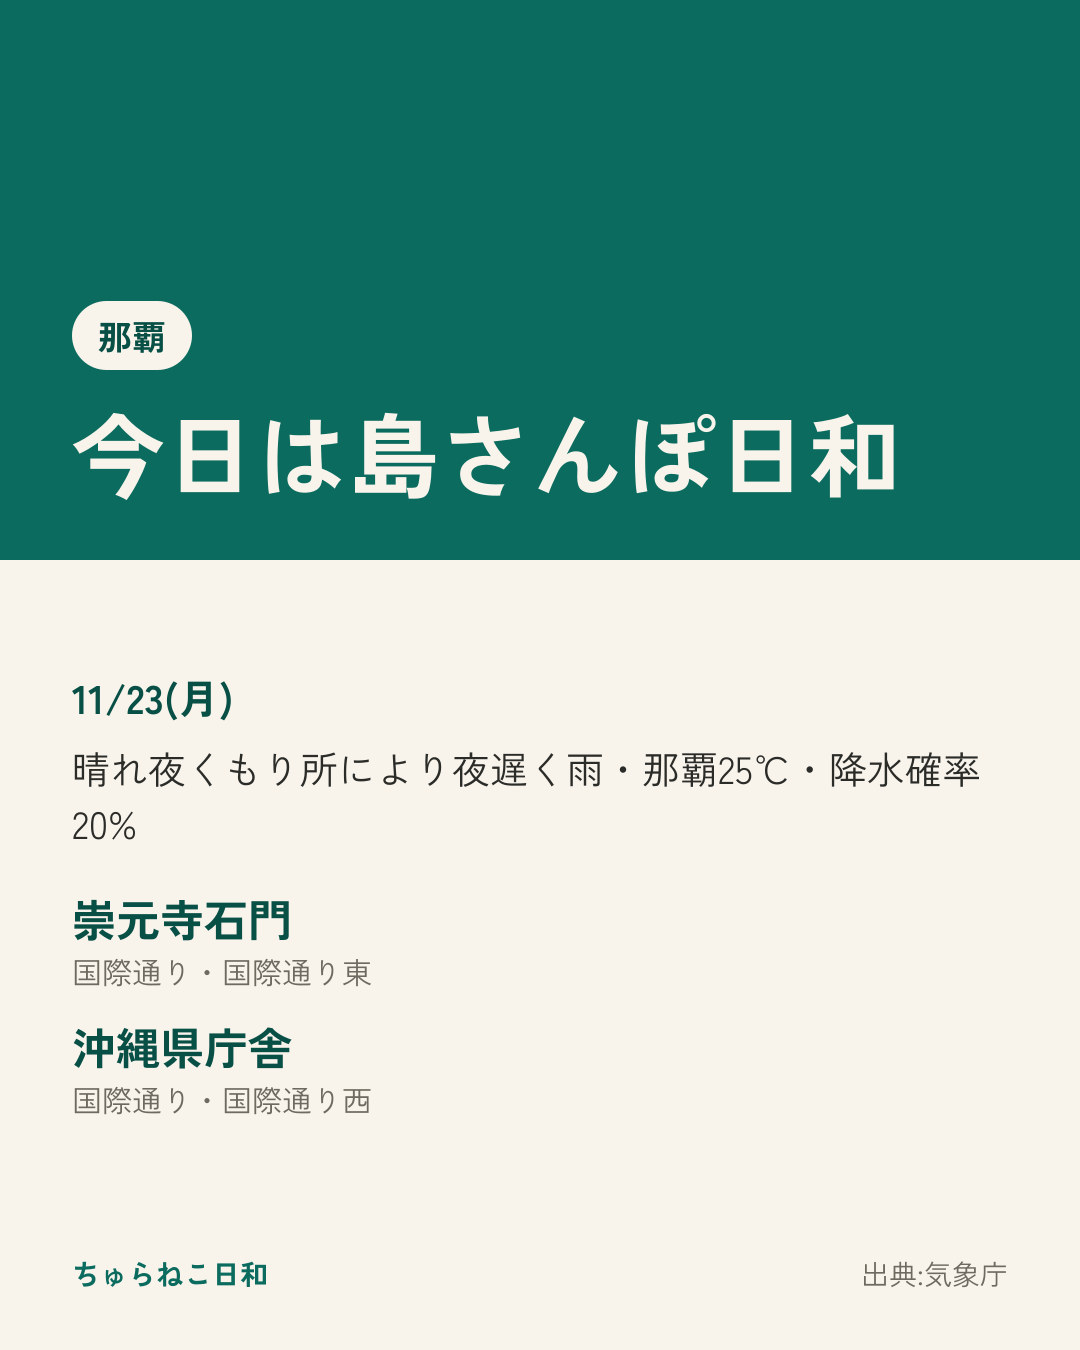 那覇
今日は島さんぽ日和
11/23(月)
晴れ夜くもり所により夜遅く雨・那覇25℃・降水確率
20%
崇元寺石門
国際通り・国際通り東
沖縄県庁舎
国際通り・国際通り西
ちゅらねこ日和
出典:気象庁